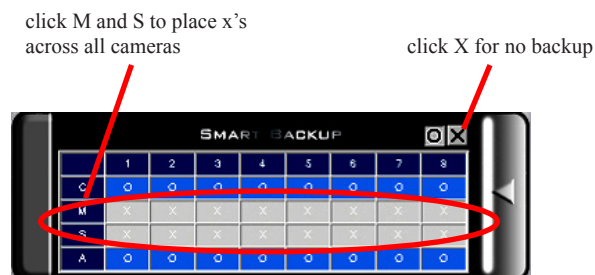 click M and S to place x's
across all cameras
click X for no backup
SMART BACKUP O X
1 2 3 4 5 6 7 8
C O O O O O O O O
M X X X X X X X X
S X X X X X X X X
A O O O O O O O O